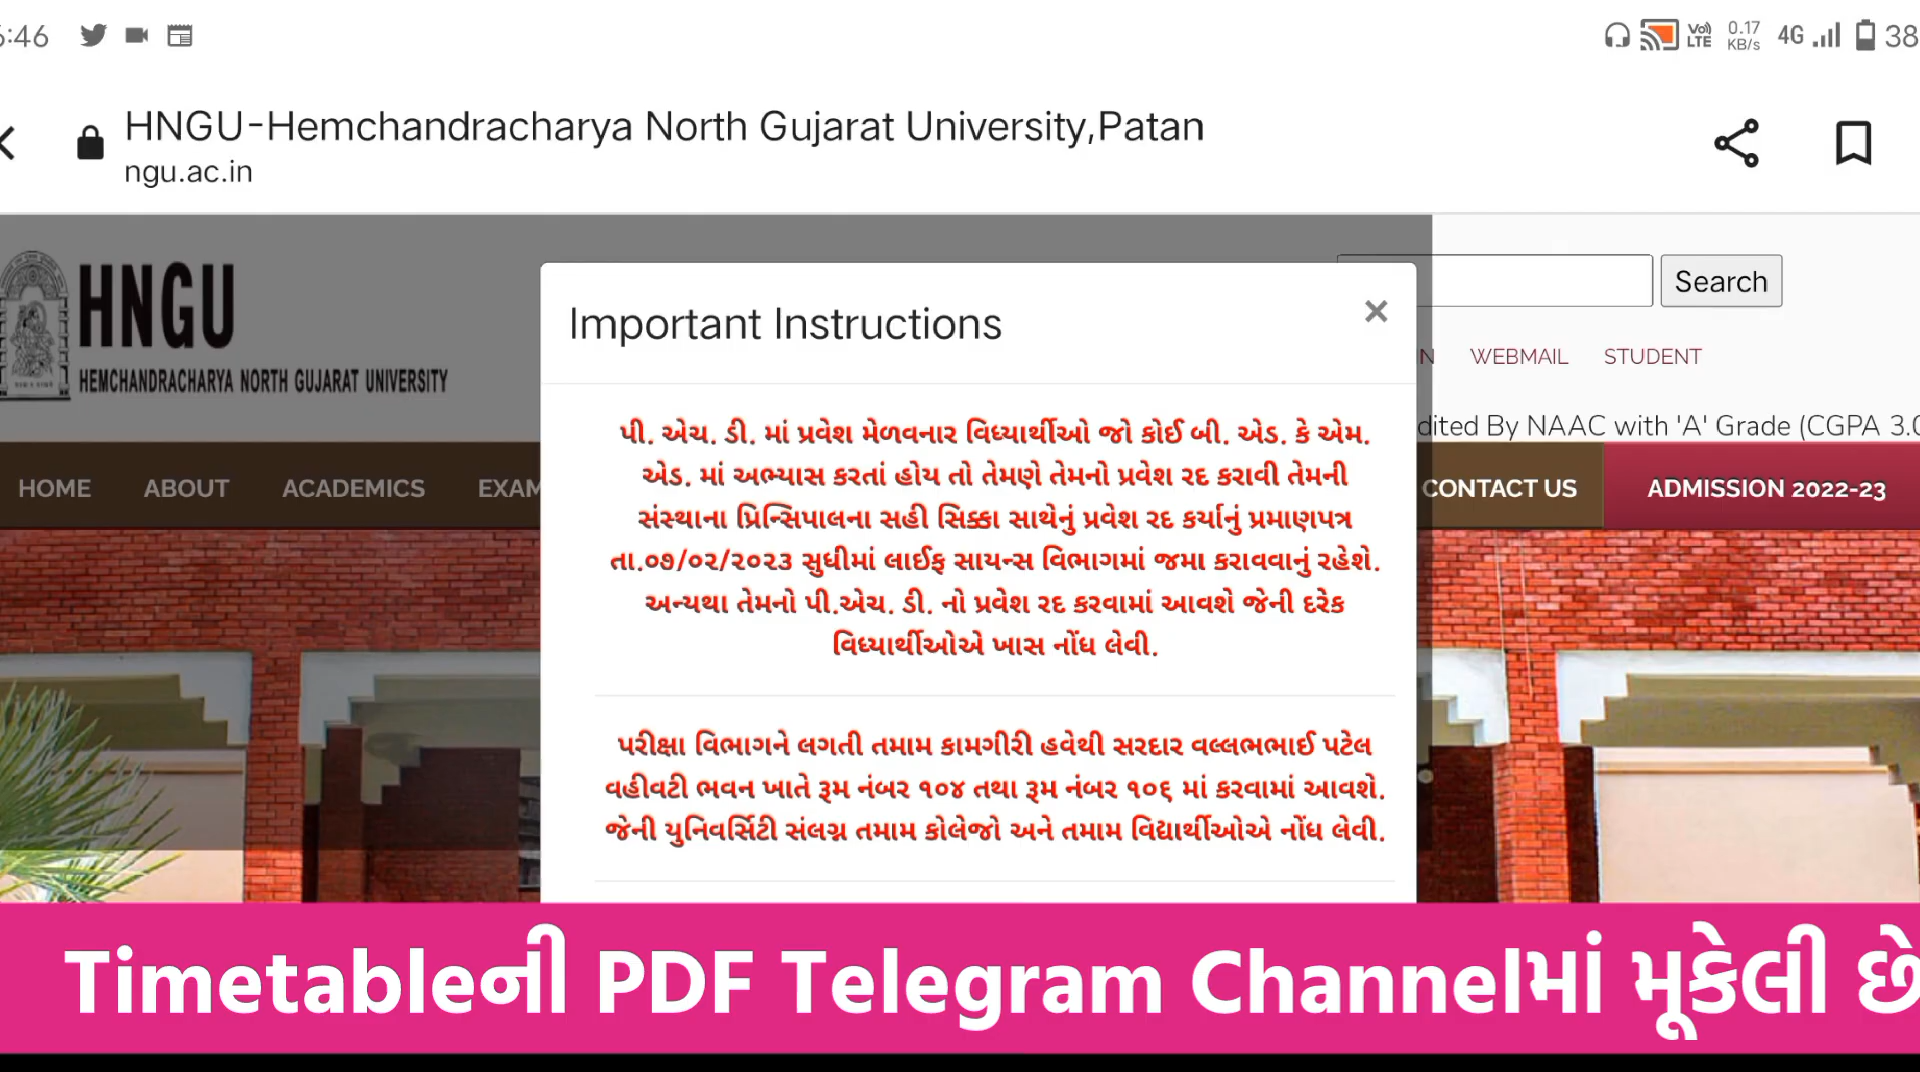 :46
0.17
KB/s
Vo)
LTE
4G
38
HNGU-Hemchandracharya North Gujarat University,Patan
ngu.ac.in
HNGU
HEMCHANDRACHARYA NORTH GUJARAT UNIVERSITY
Search
WEBMAIL STUDENT
dited By NAAC with 'A' Grade (CGPA 3.0
HOME ABOUT ACADEMICS EXAM
CONTACT US ADMISSION 2022-23
Important Instructions
×
પી. એચ. ડી. માં પ્રવેશ મેળવનાર વિધ્યાર્થીઓ જો કોઈ બી. એડ. કે એમ.
એડ. માં અભ્યાસ કરતાં હોય તો તેમણે તેમનો પ્રવેશ રદ કરાવી તેમની
સંસ્થાના પ્રિન્સિપાલના સહી સિક્કા સાથેનું પ્રવેશ રદ કર્યાનું પ્રમાણપત્ર
તા.૦૭/૦૨/૨૦૨૩ સુધીમાં લાઈફ સાયન્સ વિભાગમાં જમા કરાવવાનું રહેશે.
અન્યથા તેમનો પી.એચ. ડી. નો પ્રવેશ રદ કરવામાં આવશે જેની દરેક
વિધ્યાર્થીઓએ ખાસ નોંધ લેવી.
પરીક્ષા વિભાગને લગતી તમામ કામગીરી હવેથી સરદાર વલ્લભભાઈ પટેલ
વહીવટી ભવન ખાતે રૂમ નંબર ૧૦૪ તથા રૂમ નંબર ૧૦૬ માં કરવામાં આવશે.
જેની યુનિવર્સિટી સંલગ્ન તમામ કોલેજો અને તમામ વિદ્યાર્થીઓએ નોંધ લેવી.
Timetableની PDF Telegram Channelમાં મૂકેલી છે